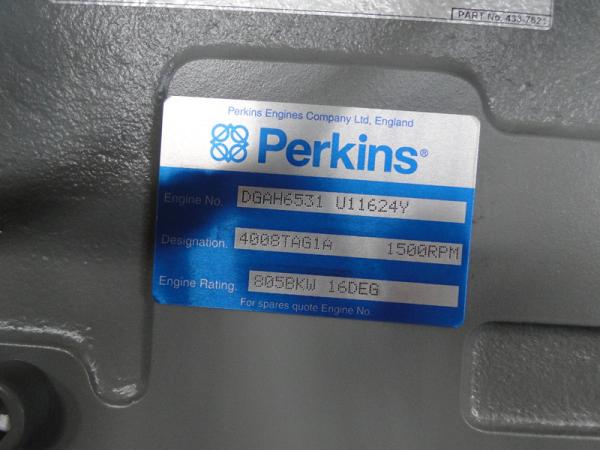 PART No. 433-7621
Perkins Engines Company Ltd, England
Perkins®
Engine No. DGAH6531 U11624Y
Designation. 4008TAG1A 1500RPM
Engine Rating. 805BKW 16DEG
For spares quote Engine No.